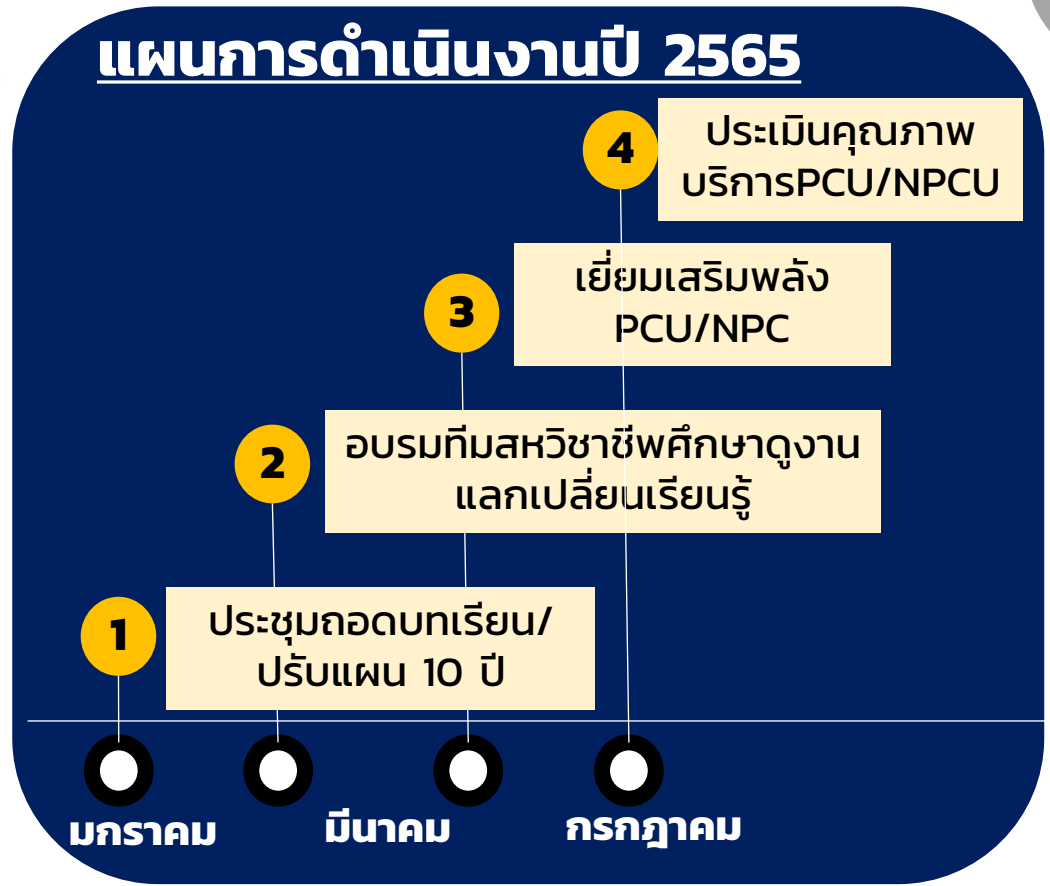 แผนการดำเนินงานปี 2565
4
ประเมินคุณภาพ
บริการPCU/NPCU
3
เยี่ยมเสริมพลัง
PCU/NPC
2
อบรมทีมสหวิชาชีพศึกษาดูงาน
แลกเปลี่ยนเรียนรู้
1
ประชุมถอดบทเรียน/
ปรับแผน 10 ปี
มกราคม
มีนาคม
กรกฎาคม